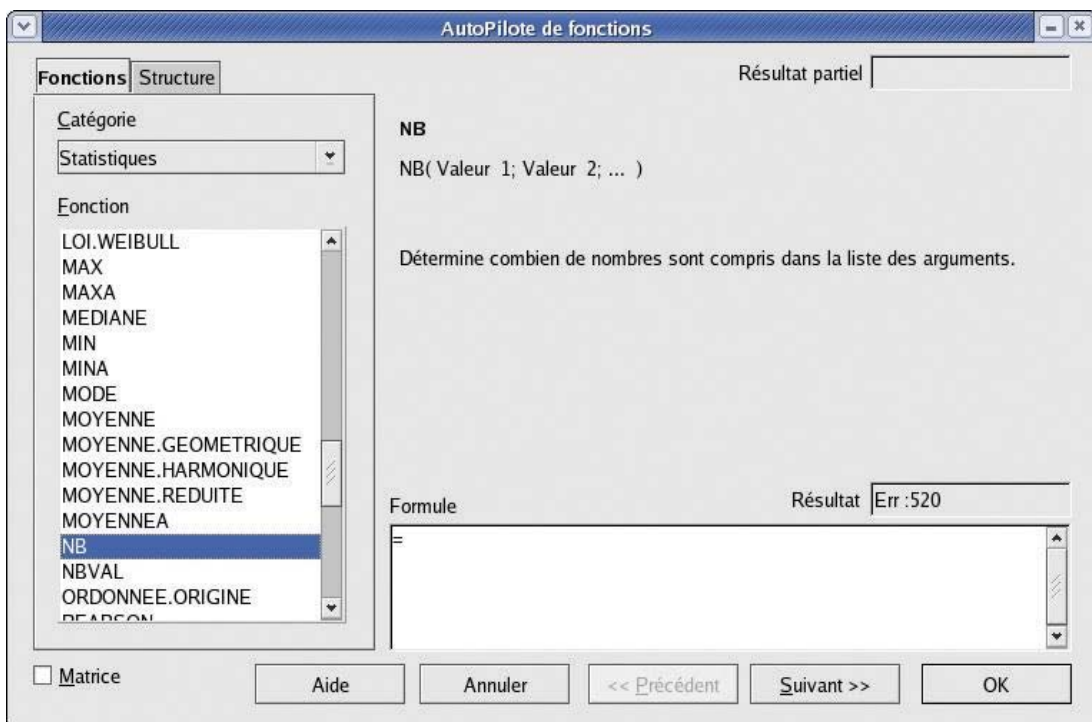 AutoPilote de fonctions
Fonctions Structure
Résultat partiel
Catégorie
Statistiques
Fonction
LOI.WEIBULL
MAX
MAXA
MEDIANE
MIN
MINA
MODE
MOYENNE
MOYENNE.GEOMETRIQUE
MOYENNE.HARMONIQUE
MOYENNE.REDUITE
MOYENNEA
NB
NBVAL
ORDONNEE.ORIGINE
PEARSON
NB
NB( Valeur 1; Valeur 2; ... )
Détermine combien de nombres sont compris dans la liste des arguments.
Formule
Résultat Err :520
=
Matrice
Aide
Annuler
<< Précédent
Suivant >>
OK